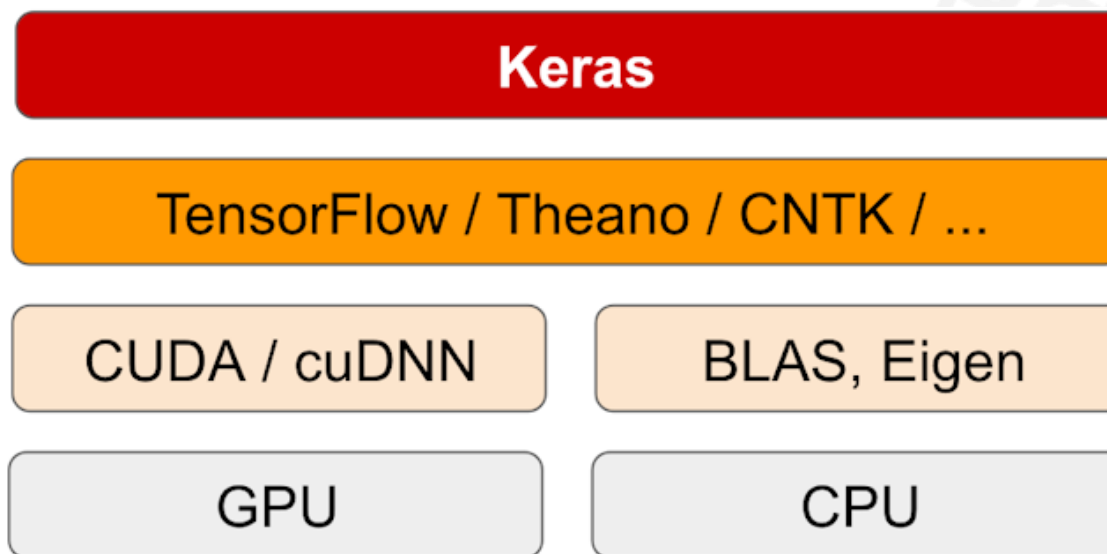 Keras
TensorFlow / Theano / CNTK / ...
CUDA / cuDNN
BLAS, Eigen
GPU
CPU